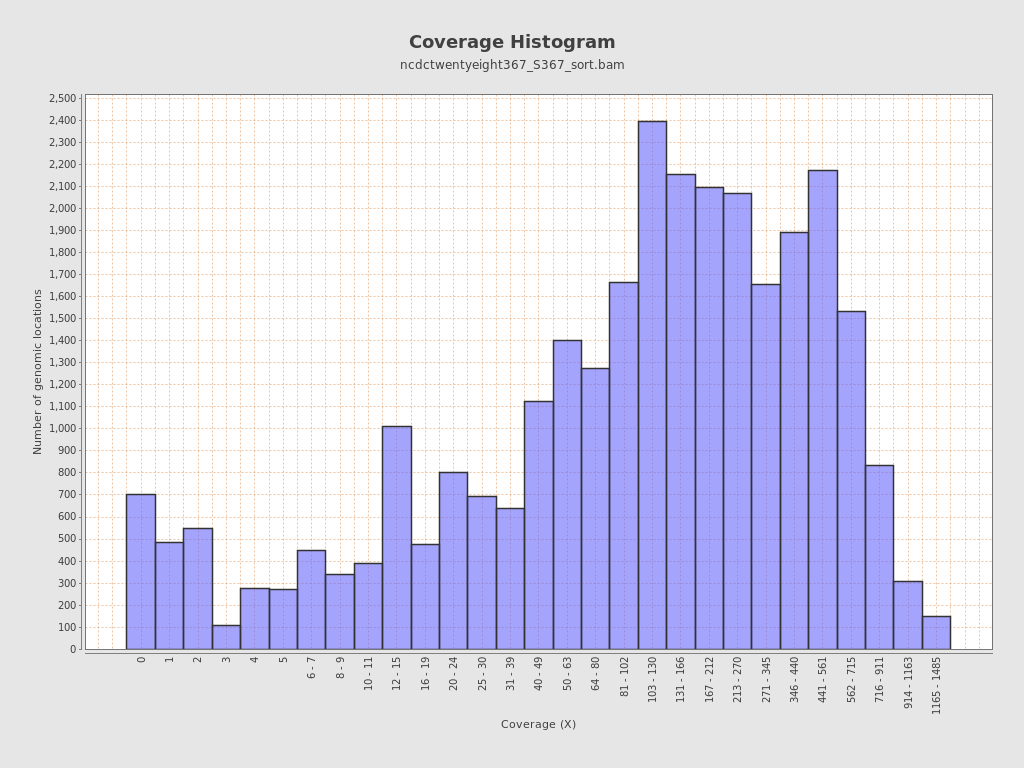 Coverage Histogram
ncdctwentyeight367_S367_sort.bam
Number of genomic locations
2,500
2,400
2,300
2,200
2,100
2,000
1,900
1,800
1,700
1,600
1,500
1,400
1,300
1,200
1,100
1,000
900
800
700
600
500
400
300
200
100
0
0
1
2
3
4
5
6 - 7
8 - 9
10 - 11
12 - 15
16 - 19
20 - 24
25 - 30
31 - 39
40 - 49
50 - 63
64 - 80
81 - 102
103 - 130
131 - 166
167 - 212
213 - 270
271 - 345
346 - 440
441 - 561
562 - 715
716 - 911
914 - 1163
1165 - 1485
Coverage (X)